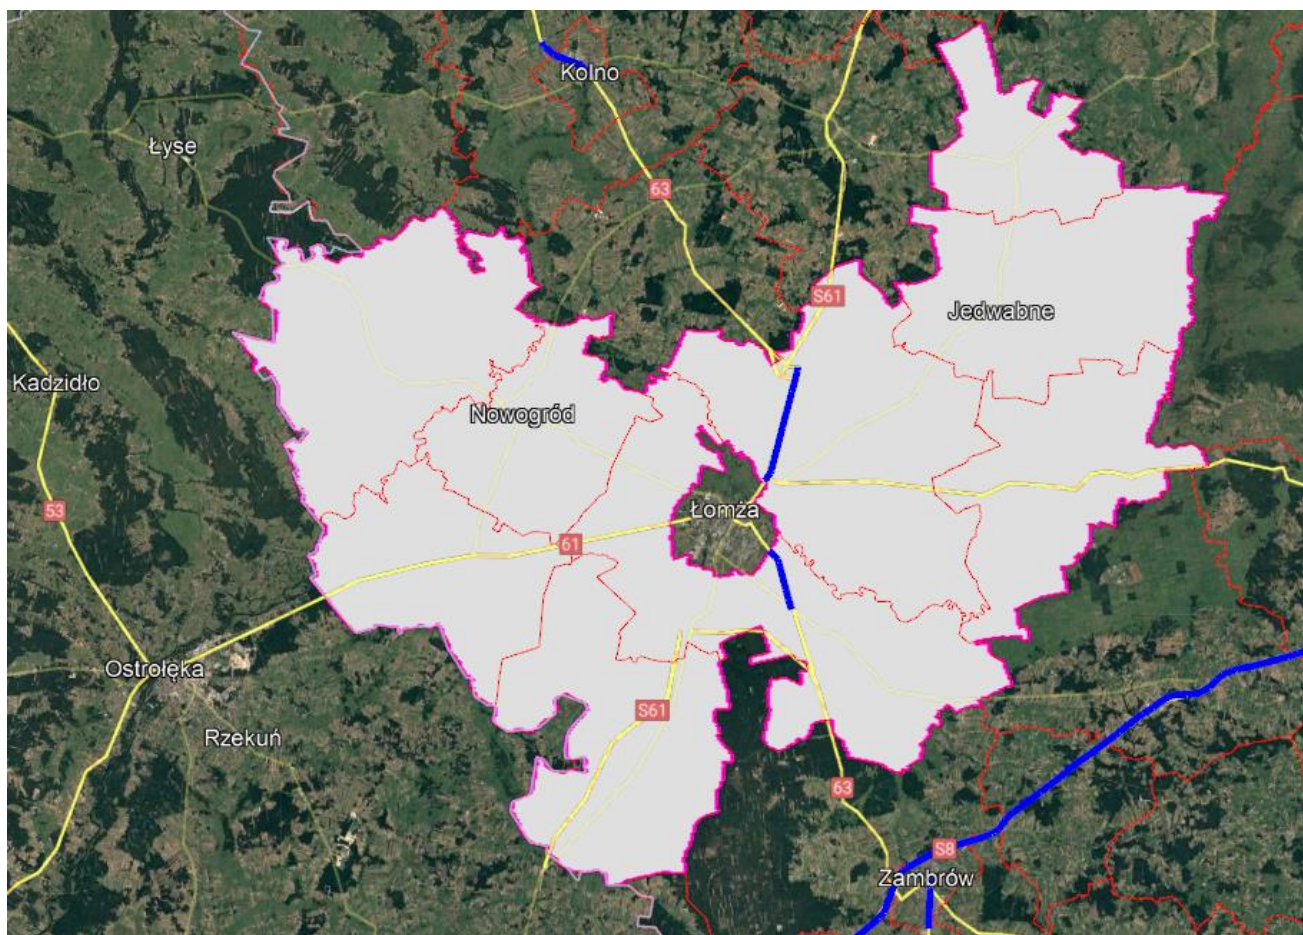 Kolno
Łyse
63
S61
Jedwabne
Kadzidło
Nowogród
53
Łomża
61
Ostrołęka
S61
Rzekuń
63
S8
Zambrów